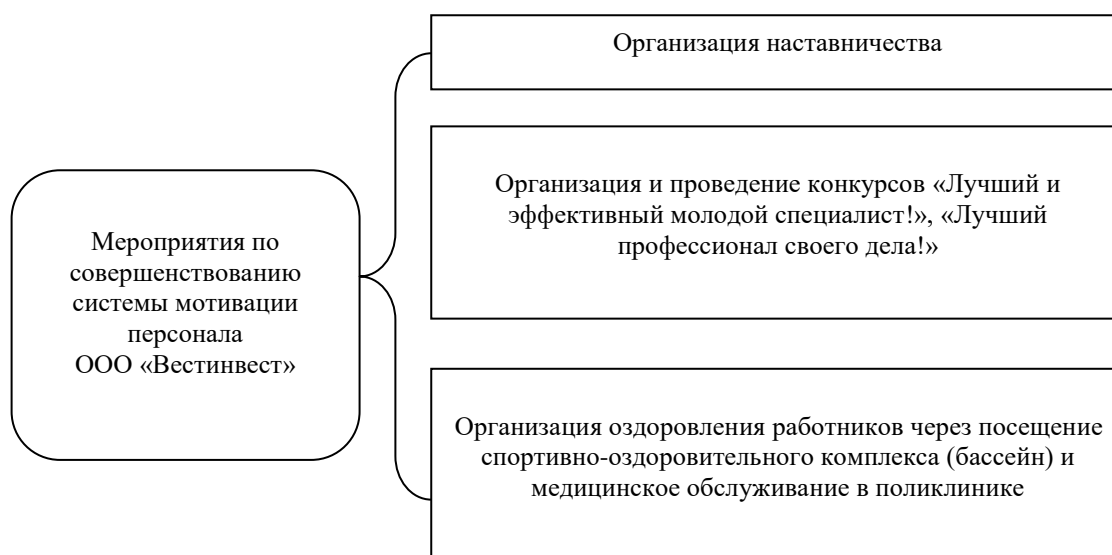 Организация наставничества
Организация и проведение конкурсов «Лучший и
эффективный молодой специалист!», «Лучший
профессионал своего дела!»
Мероприятия по
совершенствованию
системы мотивации
персонала
ООО «Вестинвест»
Организация оздоровления работников через посещение
спортивно-оздоровительного комплекса (бассейн) и
медицинское обслуживание в поликлинике